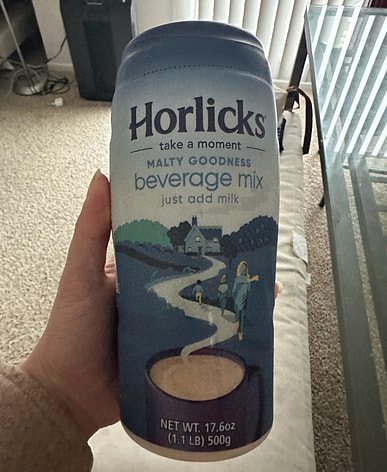 Horlicks
take a moment
MALTY GOODNESS
beverage mix
just add milk
NET WT. 17.6oz
(1.1 LB) 500g